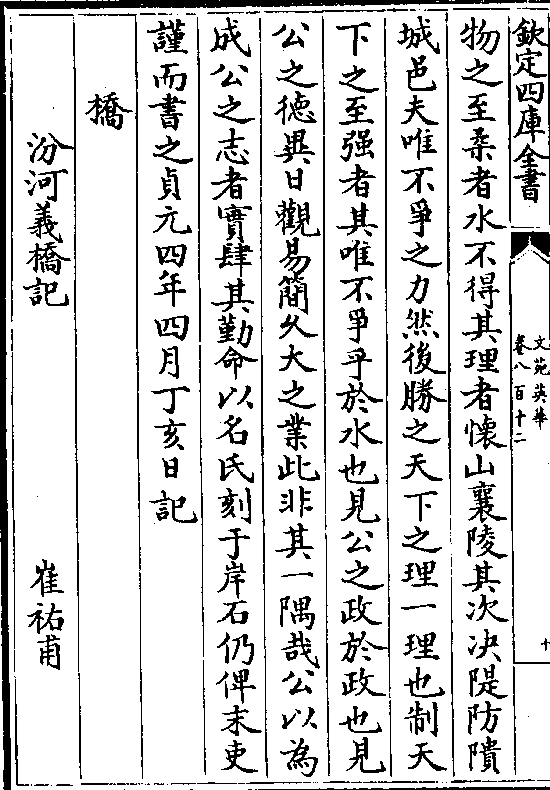 欽定四庫全書
文苑英華
卷八百十二
十
物之至柔者水不得其理者懷山襄陵其次决隄防隤
城邑夫唯不爭之力然後勝之天下之理一理也制天
下之至强者其唯不爭乎於水也見公之政於政也見
公之德異日觀易簡久大之業此非其一隅哉公以為
成公之志者實肆其勤命以名氏刻于岸石仍俾末吏
謹而書之貞元四年四月丁亥日記
橋
汾河義橋記 崔祐甫